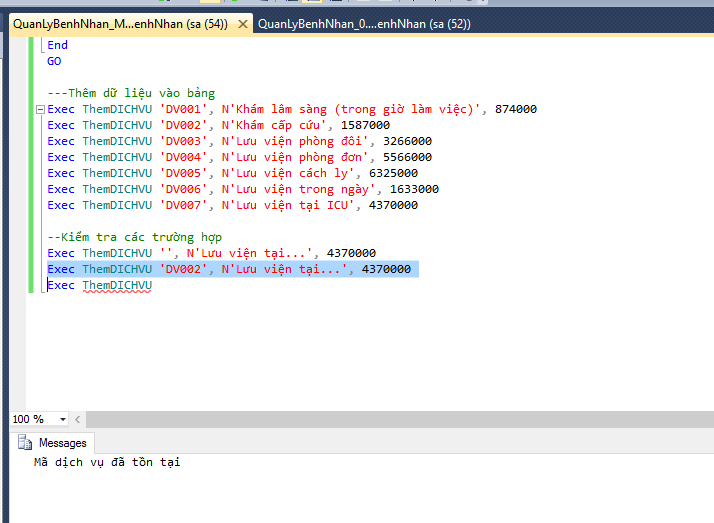 QuanLyBenhNhan_M...enhNhan (sa (54))
QuanLyBenhNhan_0....enhNhan (sa (52))
End
GO
---Thêm dữ liệu vào bảng
Exec ThemDICHVU 'DV001', N'Khám lâm sàng (trong giờ làm việc)', 874000
Exec ThemDICHVU 'DV002', N'Khám cấp cứu', 1587000
Exec ThemDICHVU 'DV003', N'Lưu viện phòng đôi', 3266000
Exec ThemDICHVU 'DV004', N'Lưu viện phòng đơn', 5566000
Exec ThemDICHVU 'DV005', N'Lưu viện cách ly', 6325000
Exec ThemDICHVU 'DV006', N'Lưu viện trong ngày', 1633000
Exec ThemDICHVU 'DV007', N'Lưu viện tại ICU', 4370000
--Kiểm tra các trường hợp
Exec ThemDICHVU '', N'Lưu viện tại...', 4370000
Exec ThemDICHVU 'DV002', N'Lưu viện tại...', 4370000
Exec ThemDICHVU
100 %
Messages
Mã dịch vụ đã tồn tại